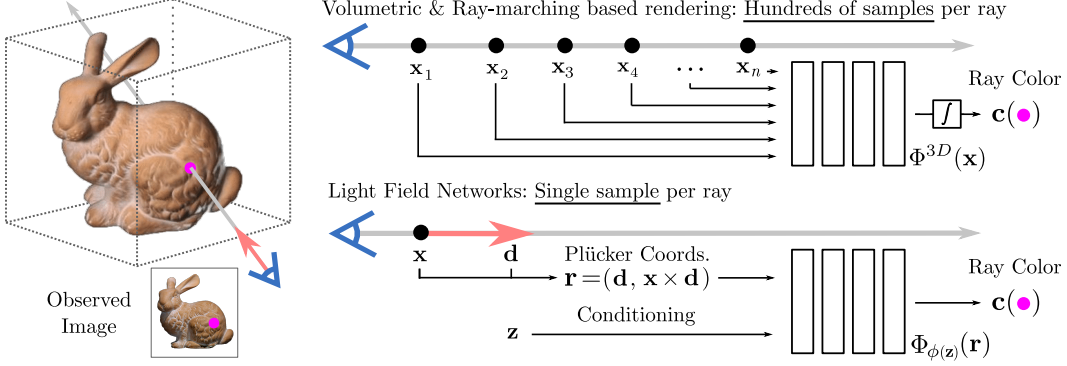 Volumetric & Ray-marching based rendering: Hundreds of samples per ray
x₁ x₂ x₃ x₄ ... xₙ
Ray Color
∫ c(●)
Φ³ᴰ(x)
Light Field Networks: Single sample per ray
x d Plücker Coords.
r=(d, x × d)
Ray Color
c(●)
Conditioning
z
Φ_ϕ(z)(r)
Observed
Image